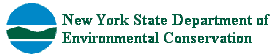 New York State Department of
Environmental Conservation